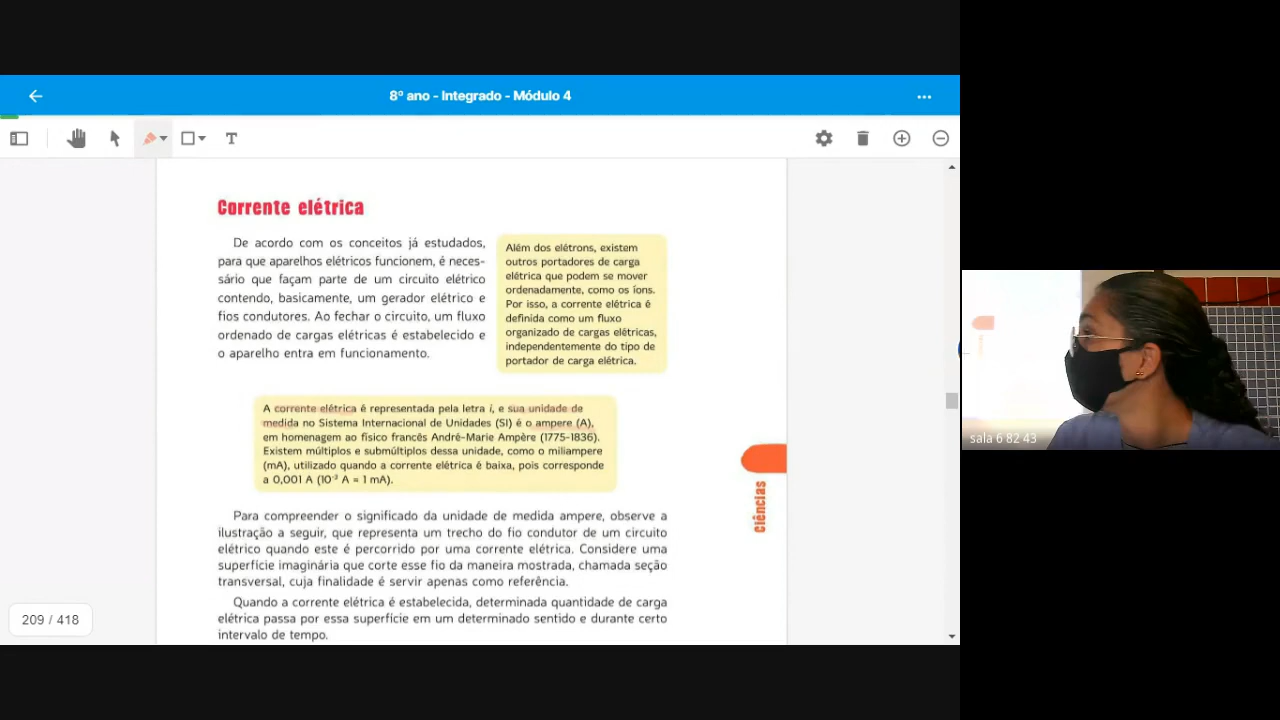 8º ano - Integrado - Módulo 4
Corrente elétrica
De acordo com os conceitos já estudados,
para que aparelhos elétricos funcionem, é neces-
sário que façam parte de um circuito elétrico
contendo, basicamente, um gerador elétrico e
fios condutores. Ao fechar o circuito, um fluxo
ordenado de cargas elétricas é estabelecido e
o aparelho entra em funcionamento.
Além dos elétrons, existem
outros portadores de carga
elétrica que podem se mover
ordenadamente, como os íons.
Por isso, a corrente elétrica é
definida como um fluxo
organizado de cargas elétricas,
independentemente do tipo de
portador de carga elétrica.
A corrente elétrica é representada pela letra i, e sua unidade de
medida no Sistema Internacional de Unidades (SI) é o ampere (A),
em homenagem ao físico francês André-Marie Ampère (1775-1836).
Existem múltiplos e submúltiplos dessa unidade, como o miliampere
(mA), utilizado quando a corrente elétrica é baixa, pois corresponde
a 0,001 A (10⁻³ A = 1 mA).
Ciências
Para compreender o significado da unidade de medida ampere, observe a
ilustração a seguir, que representa um trecho do fio condutor de um circuito
elétrico quando este é percorrido por uma corrente elétrica. Considere uma
superfície imaginária que corte esse fio da maneira mostrada, chamada seção
transversal, cuja finalidade é servir apenas como referência.
Quando a corrente elétrica é estabelecida, determinada quantidade de carga
elétrica passa por essa superfície em um determinado sentido e durante certo
intervalo de tempo.
209 / 418
sala 6 82 43